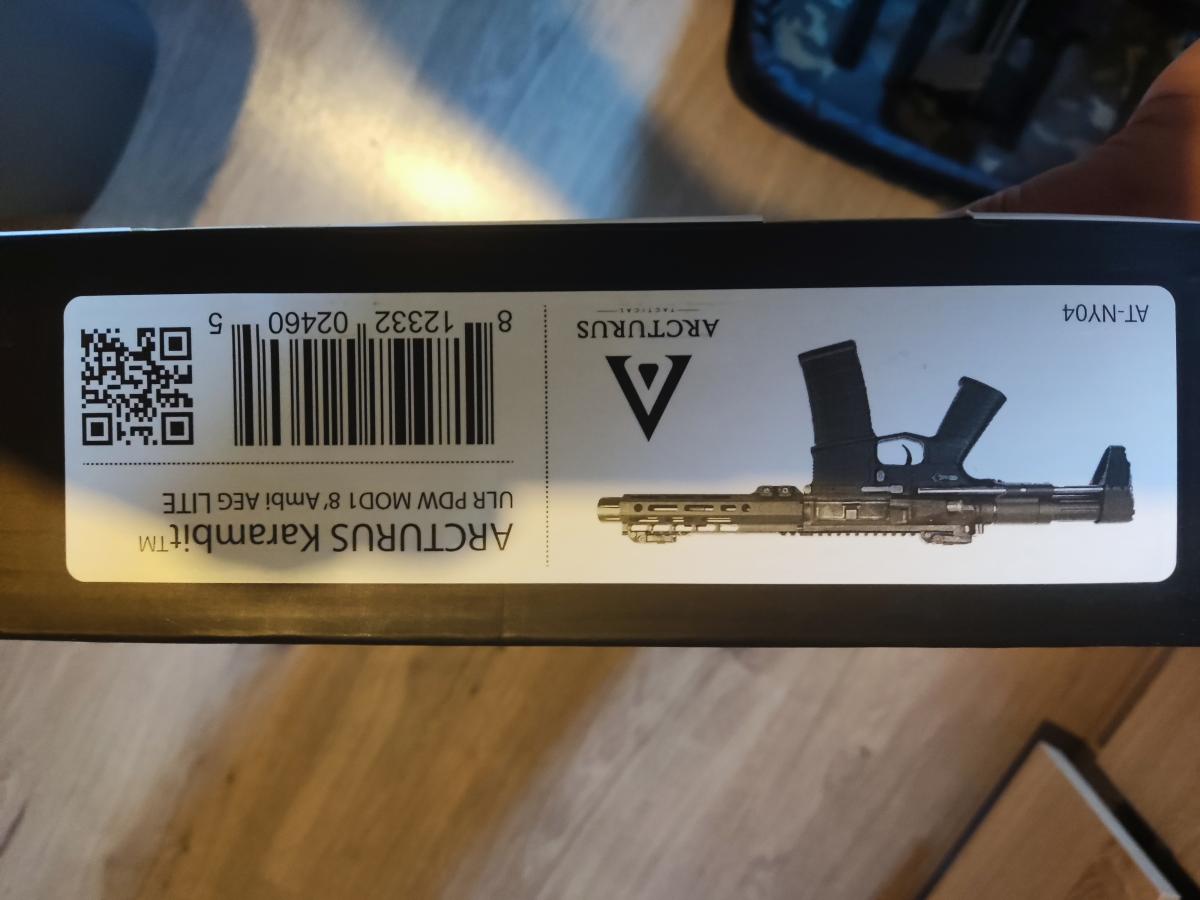 ARCTURUS Karambit™
ULR PDW MOD1 8' Ambi AEG LITE
8 12332 02460 5
ARCTURUS
TACTICAL
AT-NY04